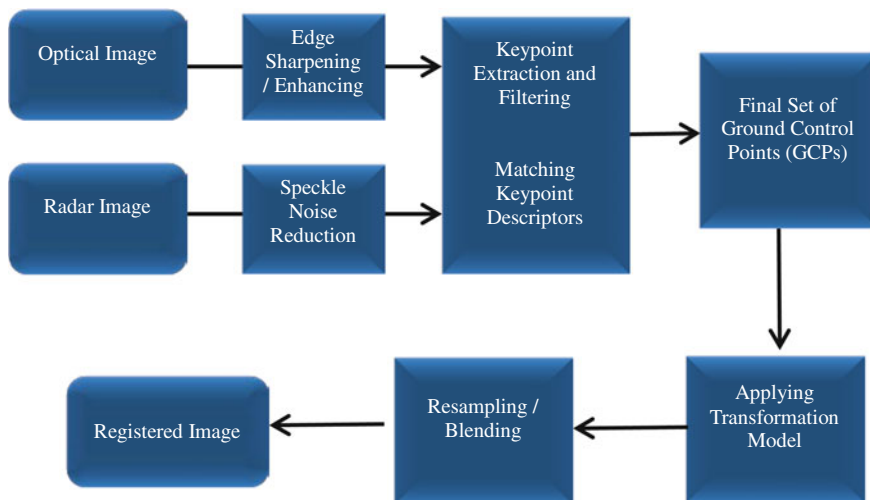 Optical Image
Edge
Sharpening
/ Enhancing
Keypoint
Extraction and
Filtering
Matching
Keypoint
Descriptors
Final Set of
Ground Control
Points (GCPs)
Radar Image
Speckle
Noise
Reduction
Applying
Transformation
Model
Resampling /
Blending
Registered Image